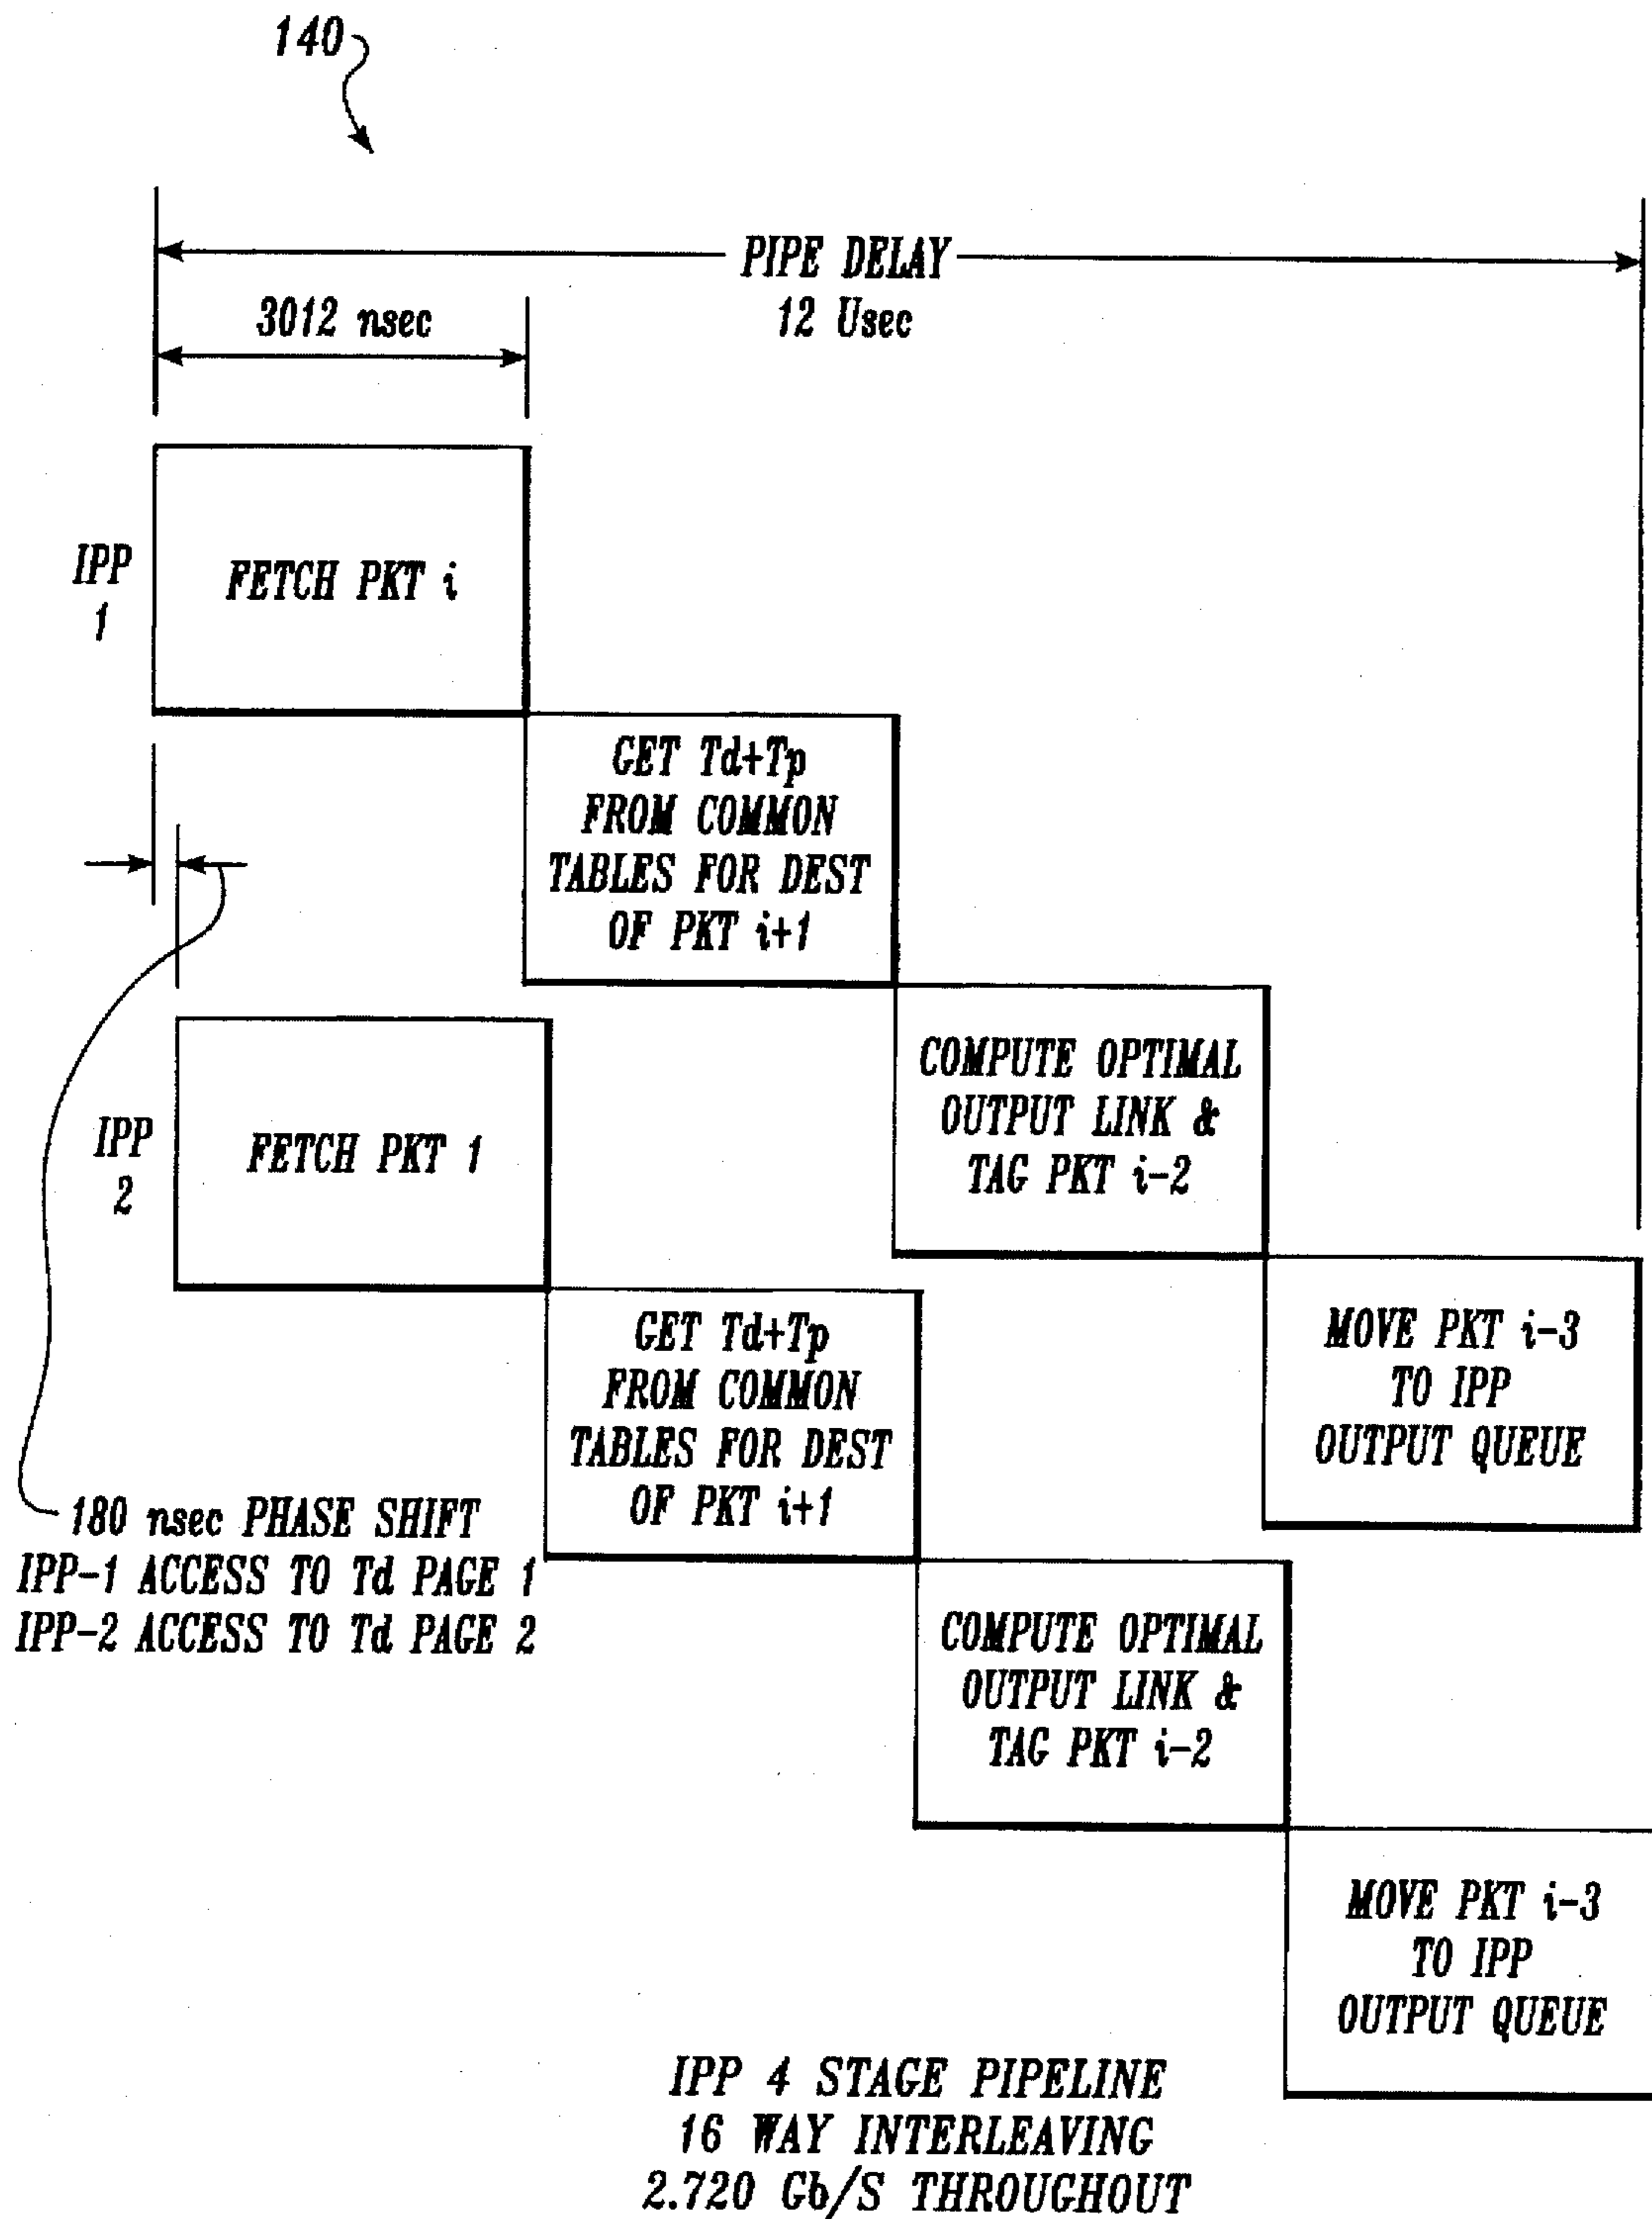 140
PIPE DELAY
12 Usec
3012 nsec
IPP
1
FETCH PKT i
GET Td+Tp
FROM COMMON
TABLES FOR DEST
OF PKT i+1
COMPUTE OPTIMAL
OUTPUT LINK &
TAG PKT i-2
MOVE PKT i-3
TO IPP
OUTPUT QUEUE
IPP
2
FETCH PKT 1
GET Td+Tp
FROM COMMON
TABLES FOR DEST
OF PKT i+1
COMPUTE OPTIMAL
OUTPUT LINK &
TAG PKT i-2
MOVE PKT i-3
TO IPP
OUTPUT QUEUE
180 nsec PHASE SHIFT
IPP-1 ACCESS TO Td PAGE 1
IPP-2 ACCESS TO Td PAGE 2
IPP 4 STAGE PIPELINE
16 WAY INTERLEAVING
2.720 Gb/S THROUGHOUT